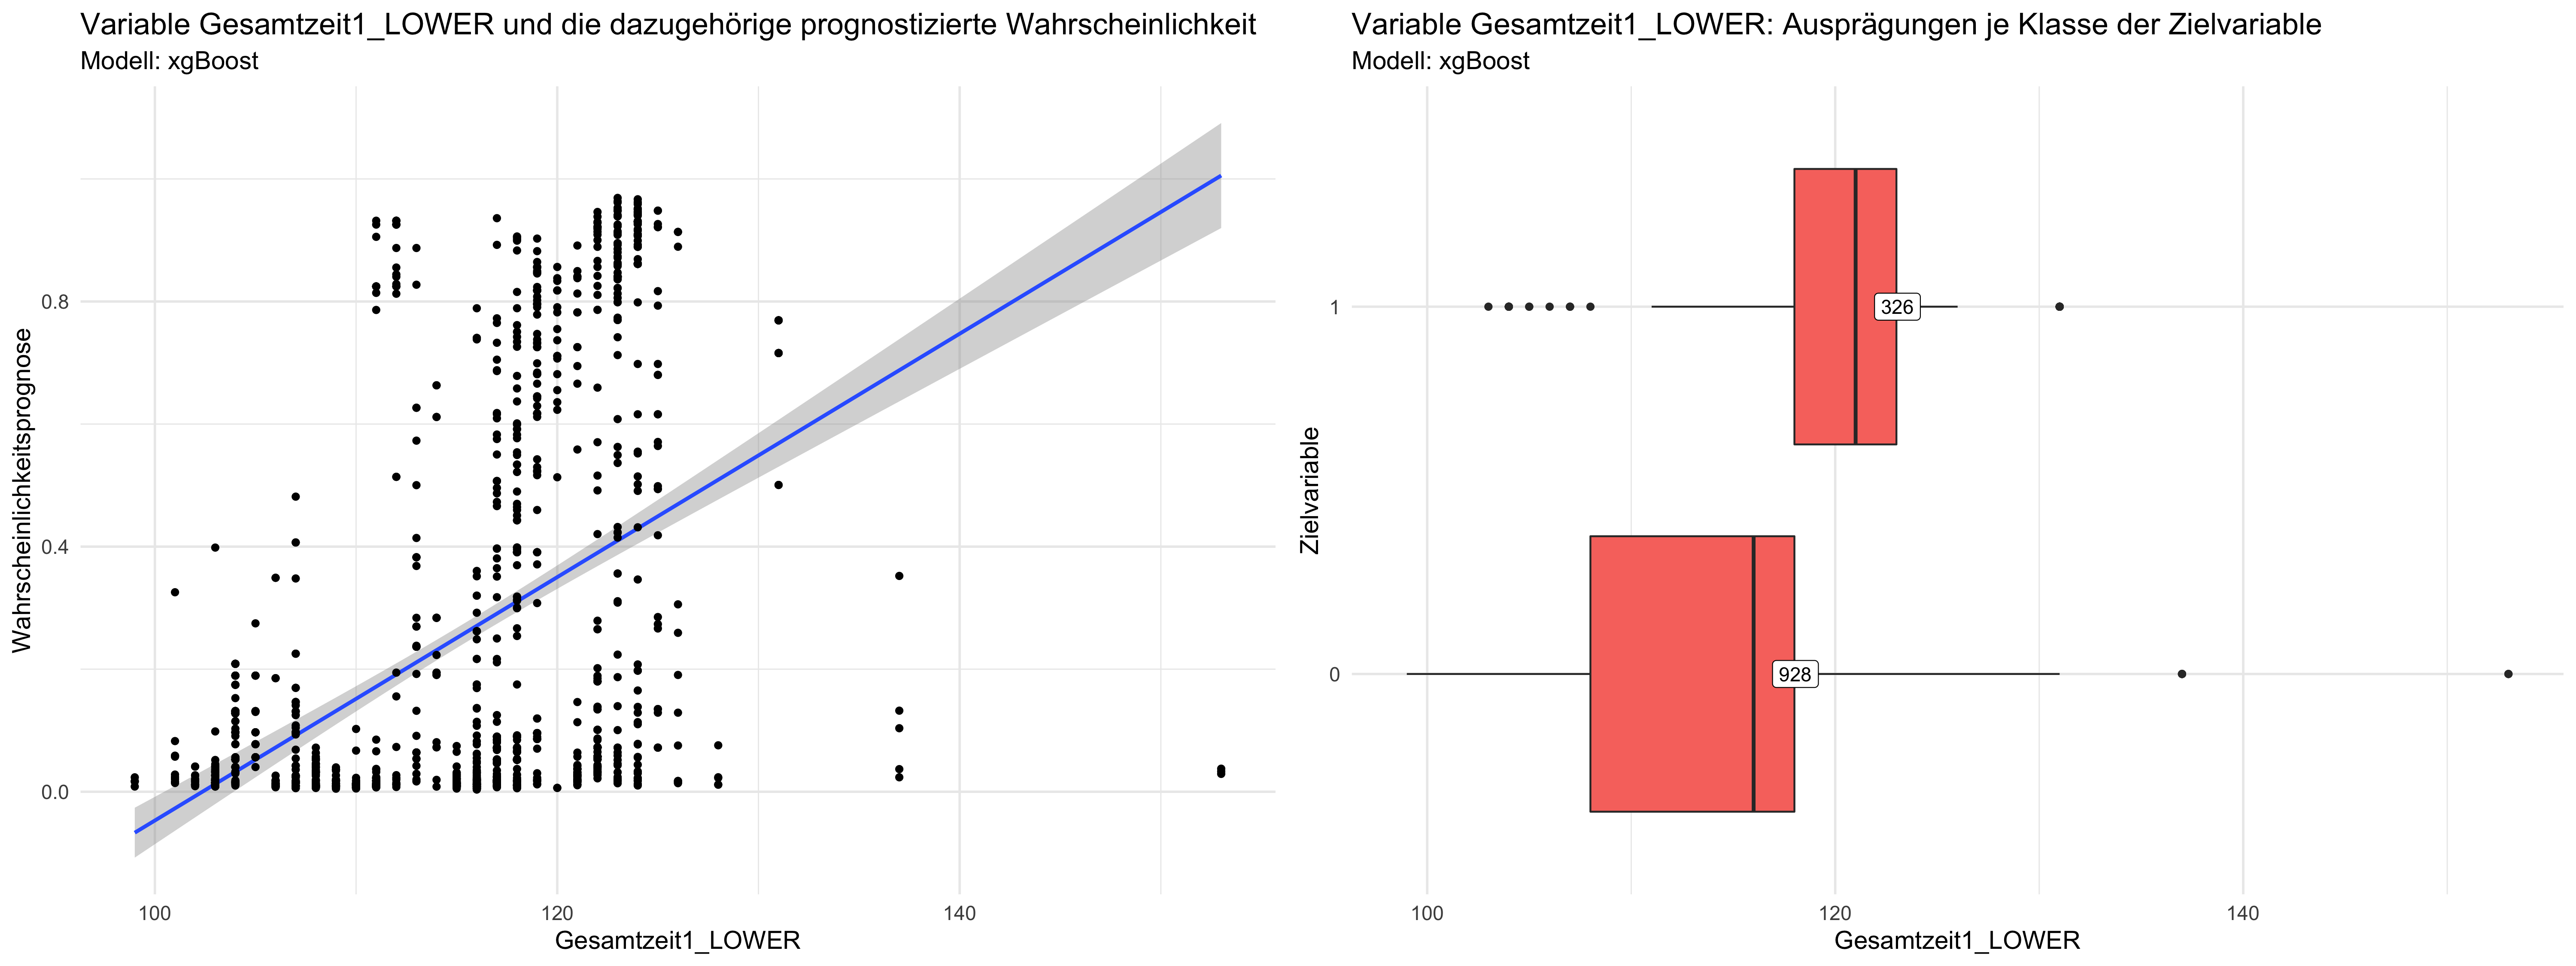 Variable Gesamtzeit1_LOWER und die dazugehörige prognostizierte Wahrscheinlichkeit
Modell: xgBoost
Wahrscheinlichkeitsprognose
0.8
0.4
0.0
100
120
140
Gesamtzeit1_LOWER
Variable Gesamtzeit1_LOWER: Ausprägungen je Klasse der Zielvariable
Modell: xgBoost
Zielvariable
1
326
0
928
100
120
140
Gesamtzeit1_LOWER